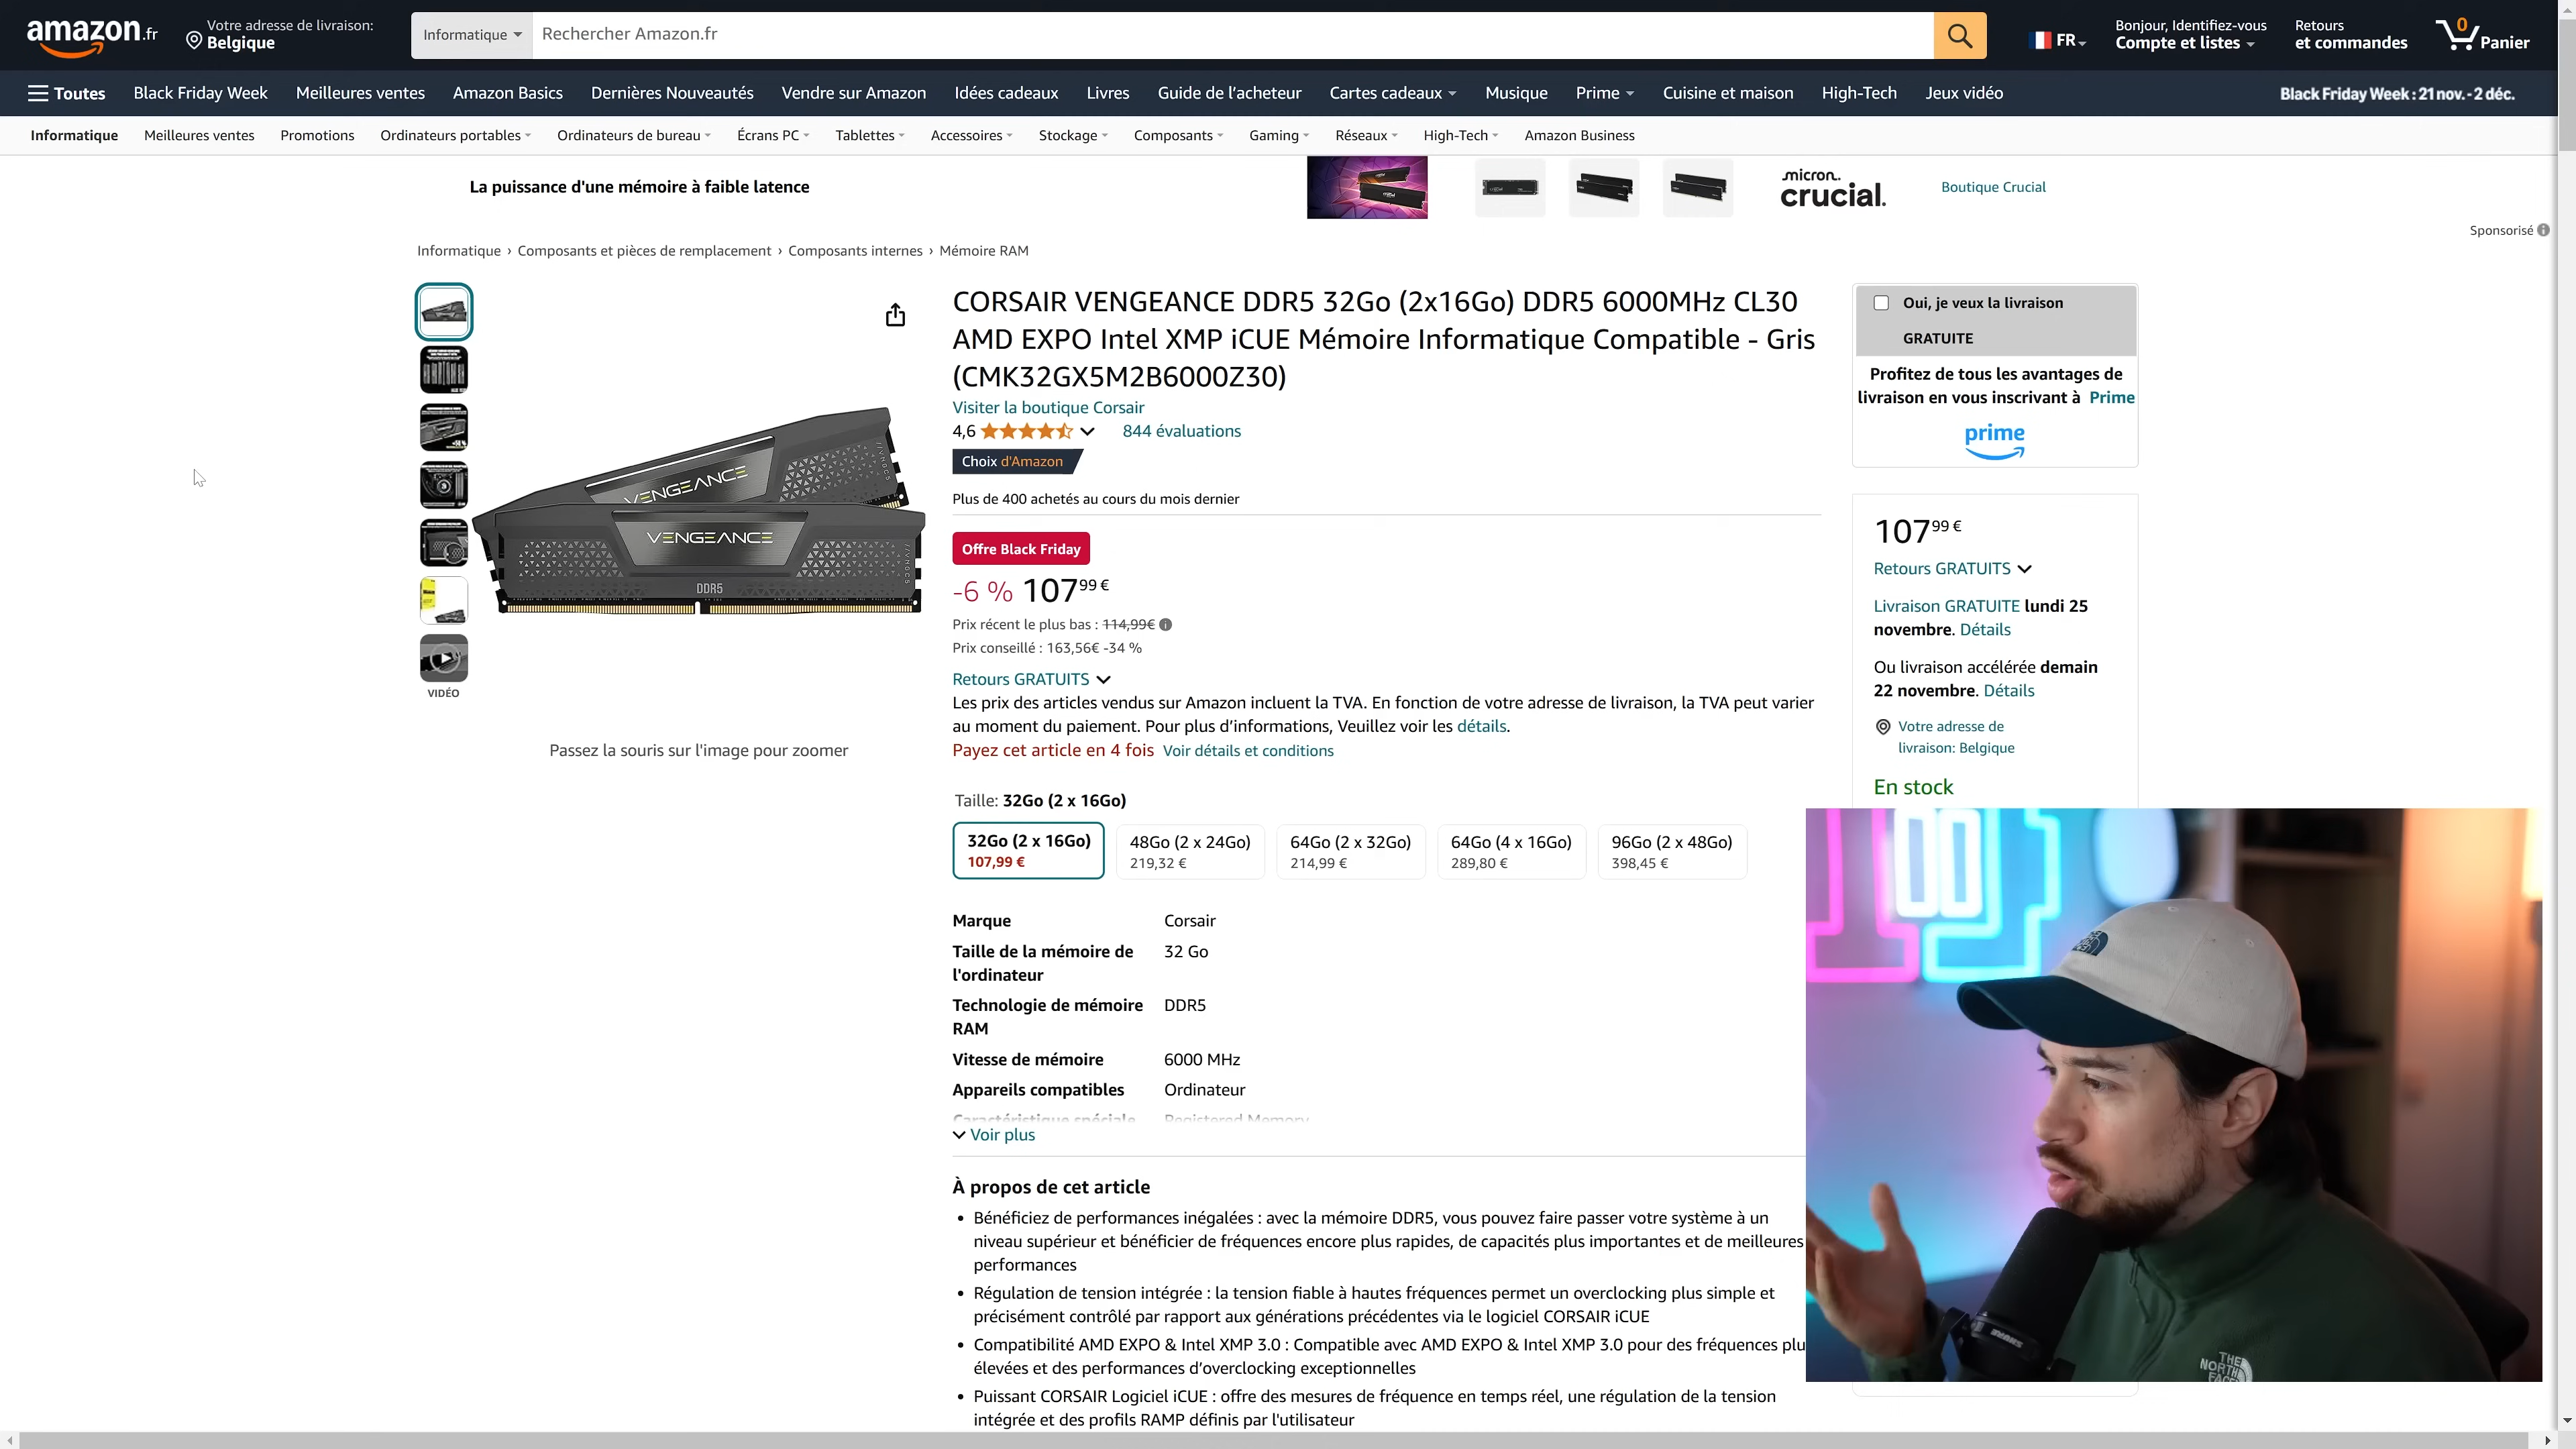 amazon.fr
Votre adresse de livraison:
Belgique
Informatique
Rechercher Amazon.fr
FR
Bonjour, Identifiez-vous
Compte et listes
Retours
et commandes
0
Panier
Toutes
Black Friday Week
Meilleures ventes
Amazon Basics
Dernières Nouveautés
Vendre sur Amazon
Idées cadeaux
Livres
Guide de l’acheteur
Cartes cadeaux
Musique
Prime
Cuisine et maison
High-Tech
Jeux vidéo
Black Friday Week : 21 nov. - 2 déc.
Informatique
Meilleures ventes
Promotions
Ordinateurs portables
Ordinateurs de bureau
Écrans PC
Tablettes
Accessoires
Stockage
Composants
Gaming
Réseaux
High-Tech
Amazon Business
La puissance d'une mémoire à faible latence
micron.
crucial.
Boutique Crucial
Sponsorisé
Informatique › Composants et pièces de remplacement › Composants internes › Mémoire RAM
VENGEANCE
VENGEANCE
DDR5
VIDÉO
Passez la souris sur l'image pour zoomer
CORSAIR VENGEANCE DDR5 32Go (2x16Go) DDR5 6000MHz CL30
AMD EXPO Intel XMP iCUE Mémoire Informatique Compatible - Gris
(CMK32GX5M2B6000Z30)
Visiter la boutique Corsair
4,6
844 évaluations
Choix d'Amazon
Plus de 400 achetés au cours du mois dernier
Offre Black Friday
-6 % 107,99 €
Prix récent le plus bas : 114,99€
Prix conseillé : 163,56€ -34 %
Retours GRATUITS
Les prix des articles vendus sur Amazon incluent la TVA. En fonction de votre adresse de livraison, la TVA peut varier
au moment du paiement. Pour plus d’informations, Veuillez voir les détails.
Payez cet article en 4 fois Voir détails et conditions
Taille: 32Go (2 x 16Go)
32Go (2 x 16Go)
107,99 €
48Go (2 x 24Go)
219,32 €
64Go (2 x 32Go)
214,99 €
64Go (4 x 16Go)
289,80 €
96Go (2 x 48Go)
398,45 €
Marque Corsair
Taille de la mémoire de 32 Go
l'ordinateur
Technologie de mémoire DDR5
RAM
Vitesse de mémoire 6000 MHz
Appareils compatibles Ordinateur
Caractéristique spéciale Registered Memory
Voir plus
À propos de cet article
• Bénéficiez de performances inégalées : avec la mémoire DDR5, vous pouvez faire passer votre système à un
niveau supérieur et bénéficier de fréquences encore plus rapides, de capacités plus importantes et de meilleures
performances
• Régulation de tension intégrée : la tension fiable à hautes fréquences permet un overclocking plus simple et
précisément contrôlé par rapport aux générations précédentes via le logiciel CORSAIR iCUE
• Compatibilité AMD EXPO & Intel XMP 3.0 : Compatible avec AMD EXPO & Intel XMP 3.0 pour des fréquences plu
élevées et des performances d’overclocking exceptionnelles
• Puissant CORSAIR Logiciel iCUE : offre des mesures de fréquence en temps réel, une régulation de la tension
intégrée et des profils RAMP définis par l'utilisateur
Oui, je veux la livraison
GRATUITE
Profitez de tous les avantages de
livraison en vous inscrivant à Prime
prime
107,99 €
Retours GRATUITS
Livraison GRATUITE lundi 25
novembre. Détails
Ou livraison accélérée demain
22 novembre. Détails
Votre adresse de
livraison: Belgique
En stock
THE
NORTH
FACE